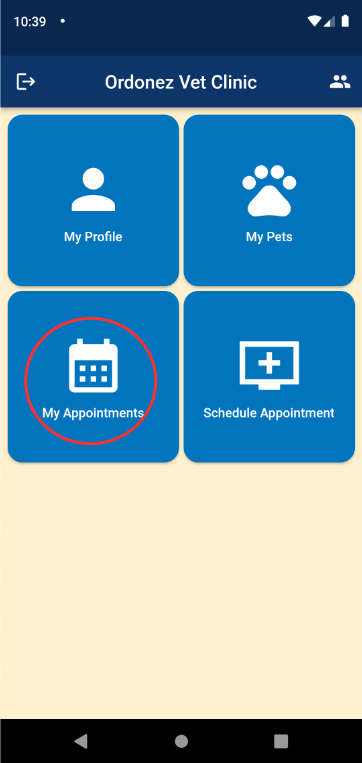 10:39
Ordonez Vet Clinic
My Profile
My Pets
My Appointments
Schedule Appointment